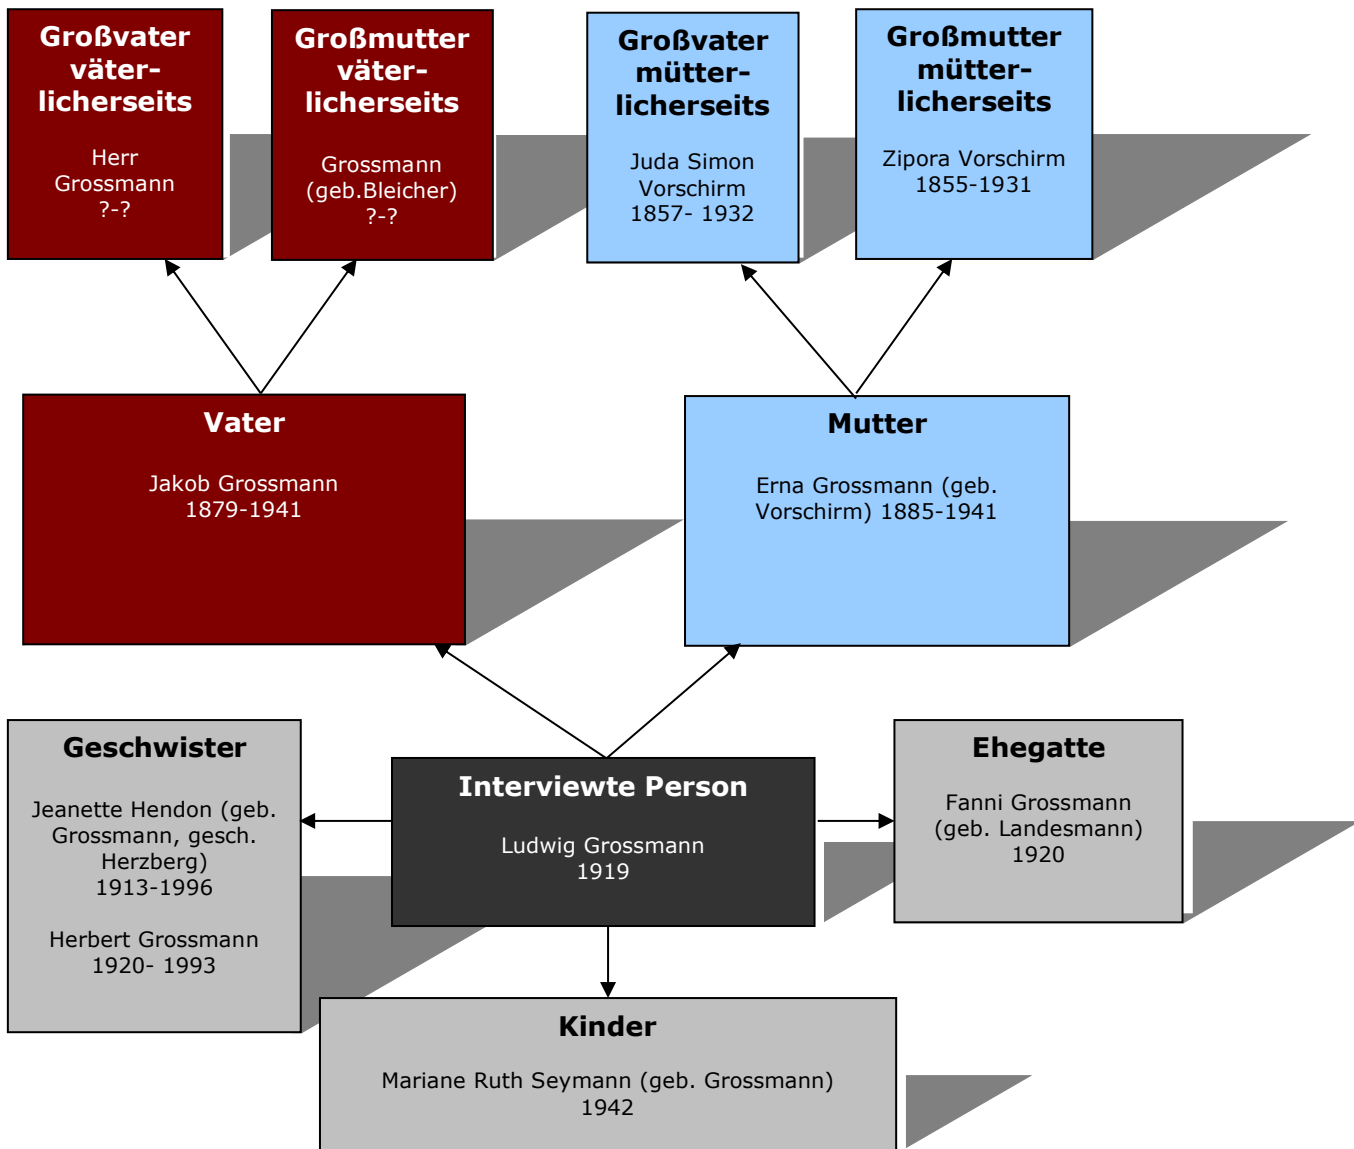 Großvater
väter-
licherseits
Herr
Grossmann
?-?
Großmutter
väter-
licherseits
Grossmann
(geb.Bleicher)
?-?
Großvater
mütter-
licherseits
Juda Simon
Vorschirm
1857- 1932
Großmutter
mütter-
licherseits
Zipora Vorschirm
1855-1931
Vater
Jakob Grossmann
1879-1941
Mutter
Erna Grossmann (geb.
Vorschirm) 1885-1941
Geschwister
Jeanette Hendon (geb.
Grossmann, gesch.
Herzberg)
1913-1996
Herbert Grossmann
1920- 1993
Interviewte Person
Ludwig Grossmann
1919
Ehegatte
Fanni Grossmann
(geb. Landesmann)
1920
Kinder
Mariane Ruth Seymann (geb. Grossmann)
1942